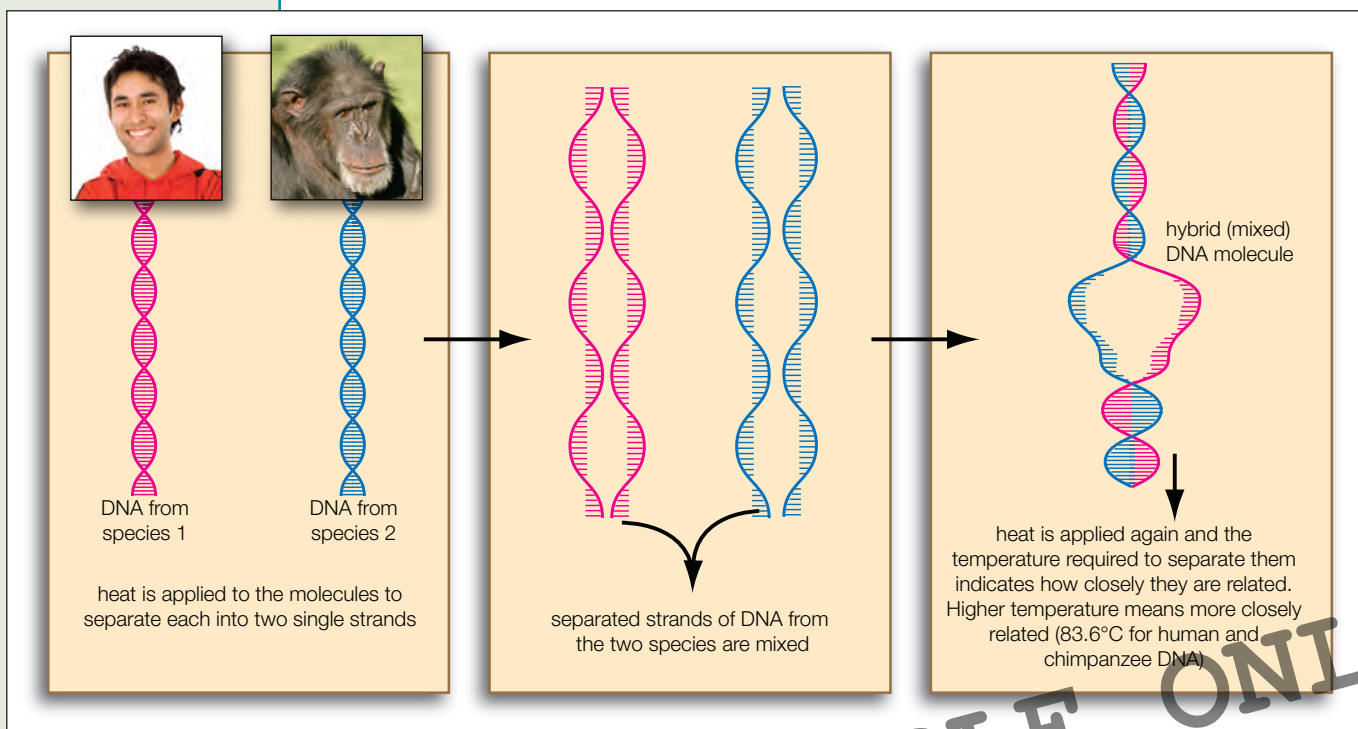 DNA from
species 1
DNA from
species 2
heat is applied to the molecules to
separate each into two single strands
separated strands of DNA from
the two species are mixed
hybrid (mixed)
DNA molecule
heat is applied again and the
temperature required to separate them
indicates how closely they are related.
Higher temperature means more closely
related (83.6°C for human and
chimpanzee DNA)